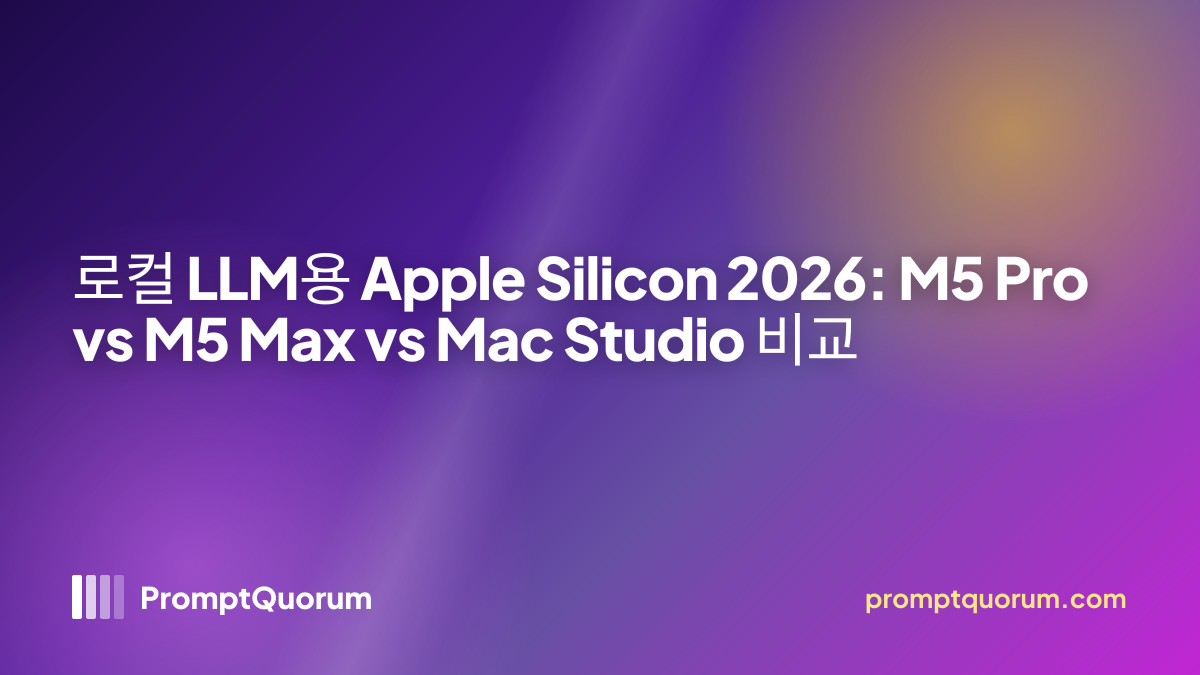 로컬 LLM용 Apple Silicon 2026: M5 Pro
vs M5 Max vs Mac Studio 비교
PromptQuorum
promptquorum.com